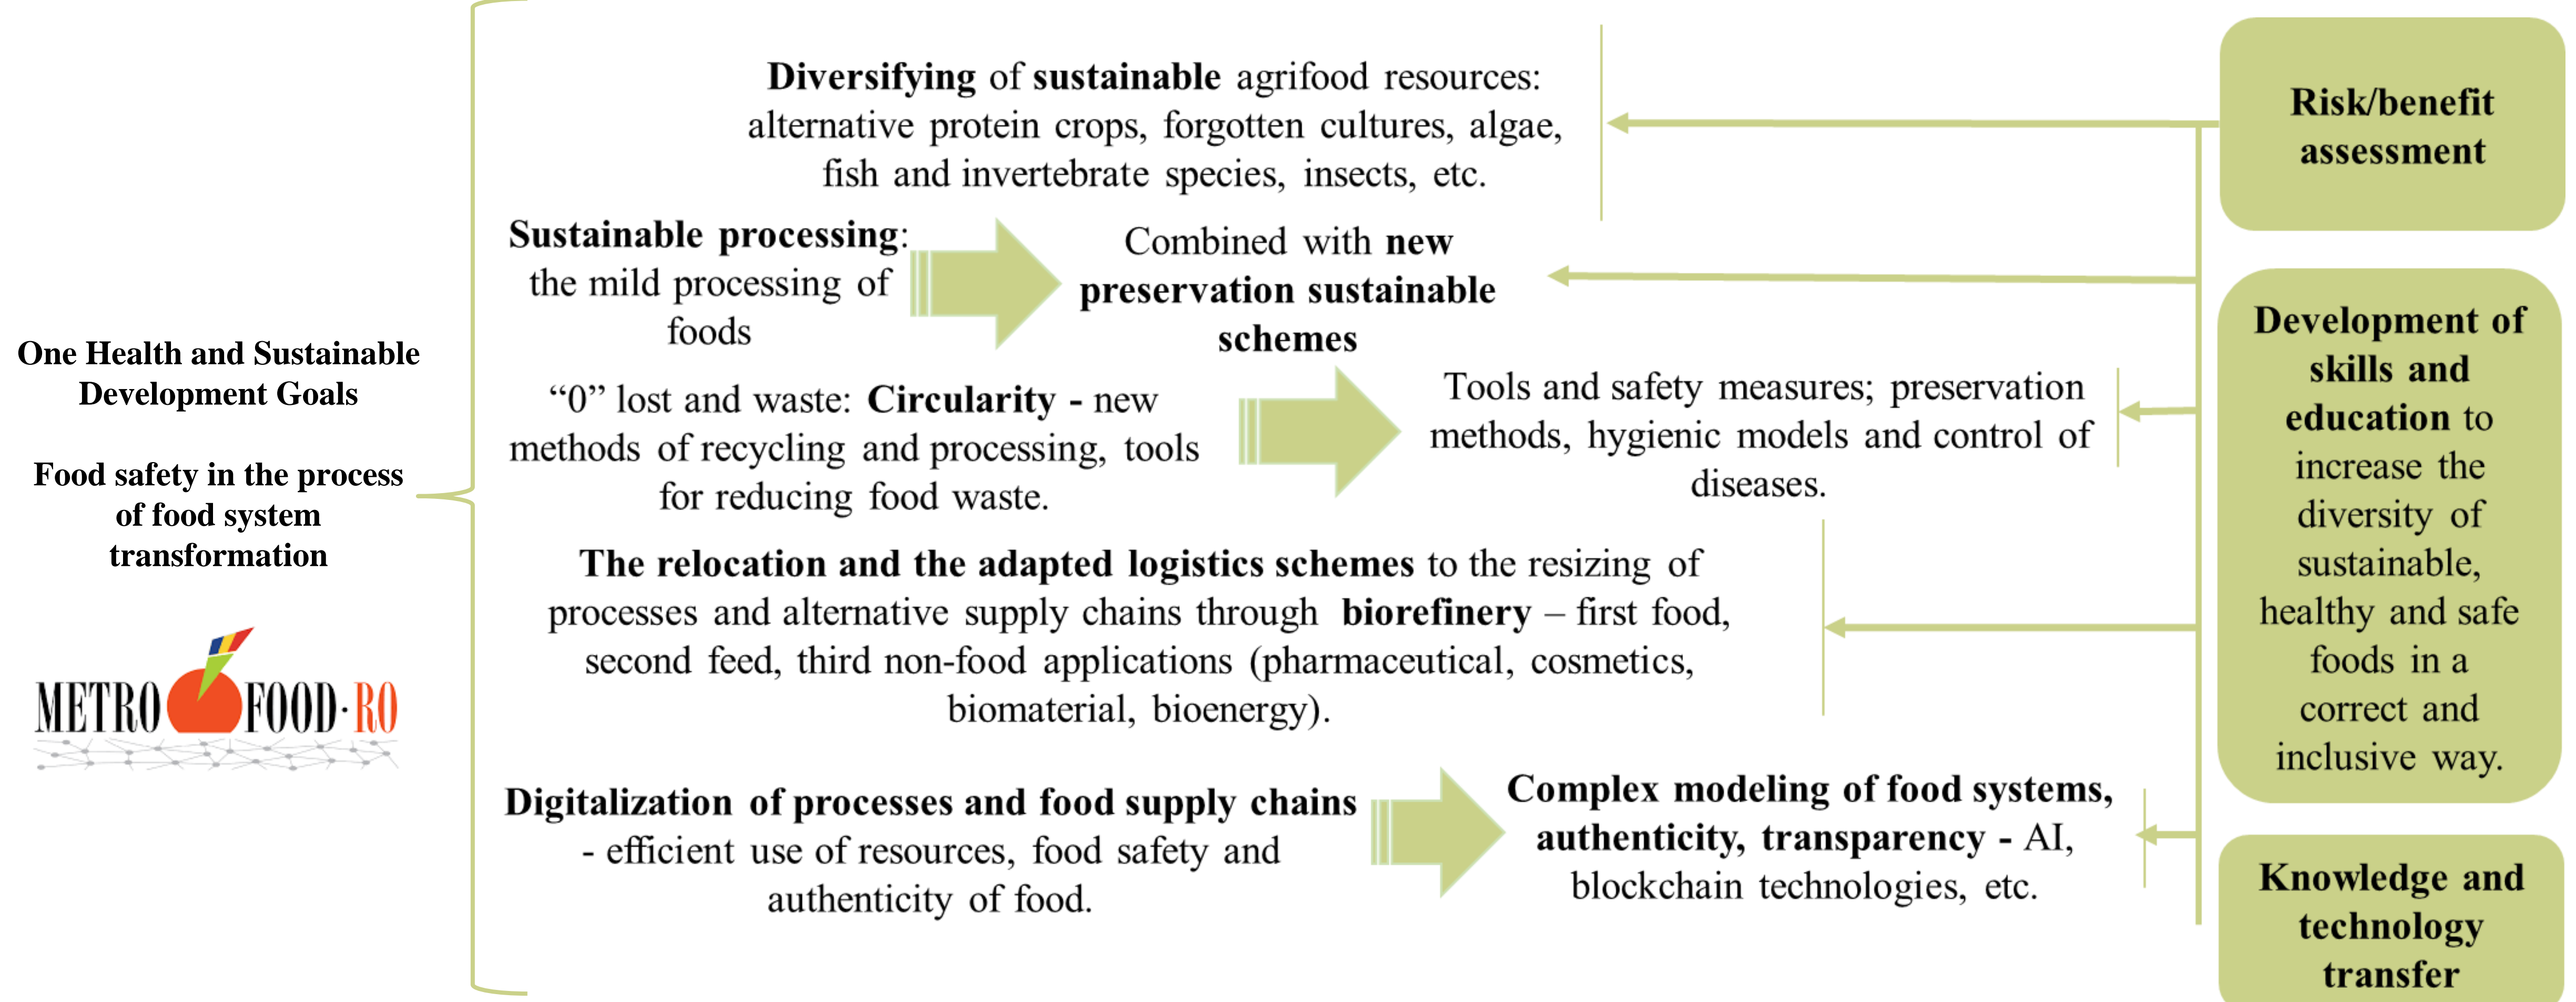 One Health and Sustainable
Development Goals
Food safety in the process
of food system
transformation
METRO FOOD·RO
Diversifying of sustainable agrifood resources:
alternative protein crops, forgotten cultures, algae,
fish and invertebrate species, insects, etc.
Sustainable processing:
the mild processing of
foods
Combined with new
preservation sustainable
schemes
“0” lost and waste: Circularity - new
methods of recycling and processing, tools
for reducing food waste.
Tools and safety measures; preservation
methods, hygienic models and control of
diseases.
The relocation and the adapted logistics schemes to the resizing of
processes and alternative supply chains through biorefinery – first food,
second feed, third non-food applications (pharmaceutical, cosmetics,
biomaterial, bioenergy).
Digitalization of processes and food supply chains
- efficient use of resources, food safety and
authenticity of food.
Complex modeling of food systems,
authenticity, transparency - AI,
blockchain technologies, etc.
Risk/benefit
assessment
Development of
skills and
education to
increase the
diversity of
sustainable,
healthy and safe
foods in a
correct and
inclusive way.
Knowledge and
technology
transfer